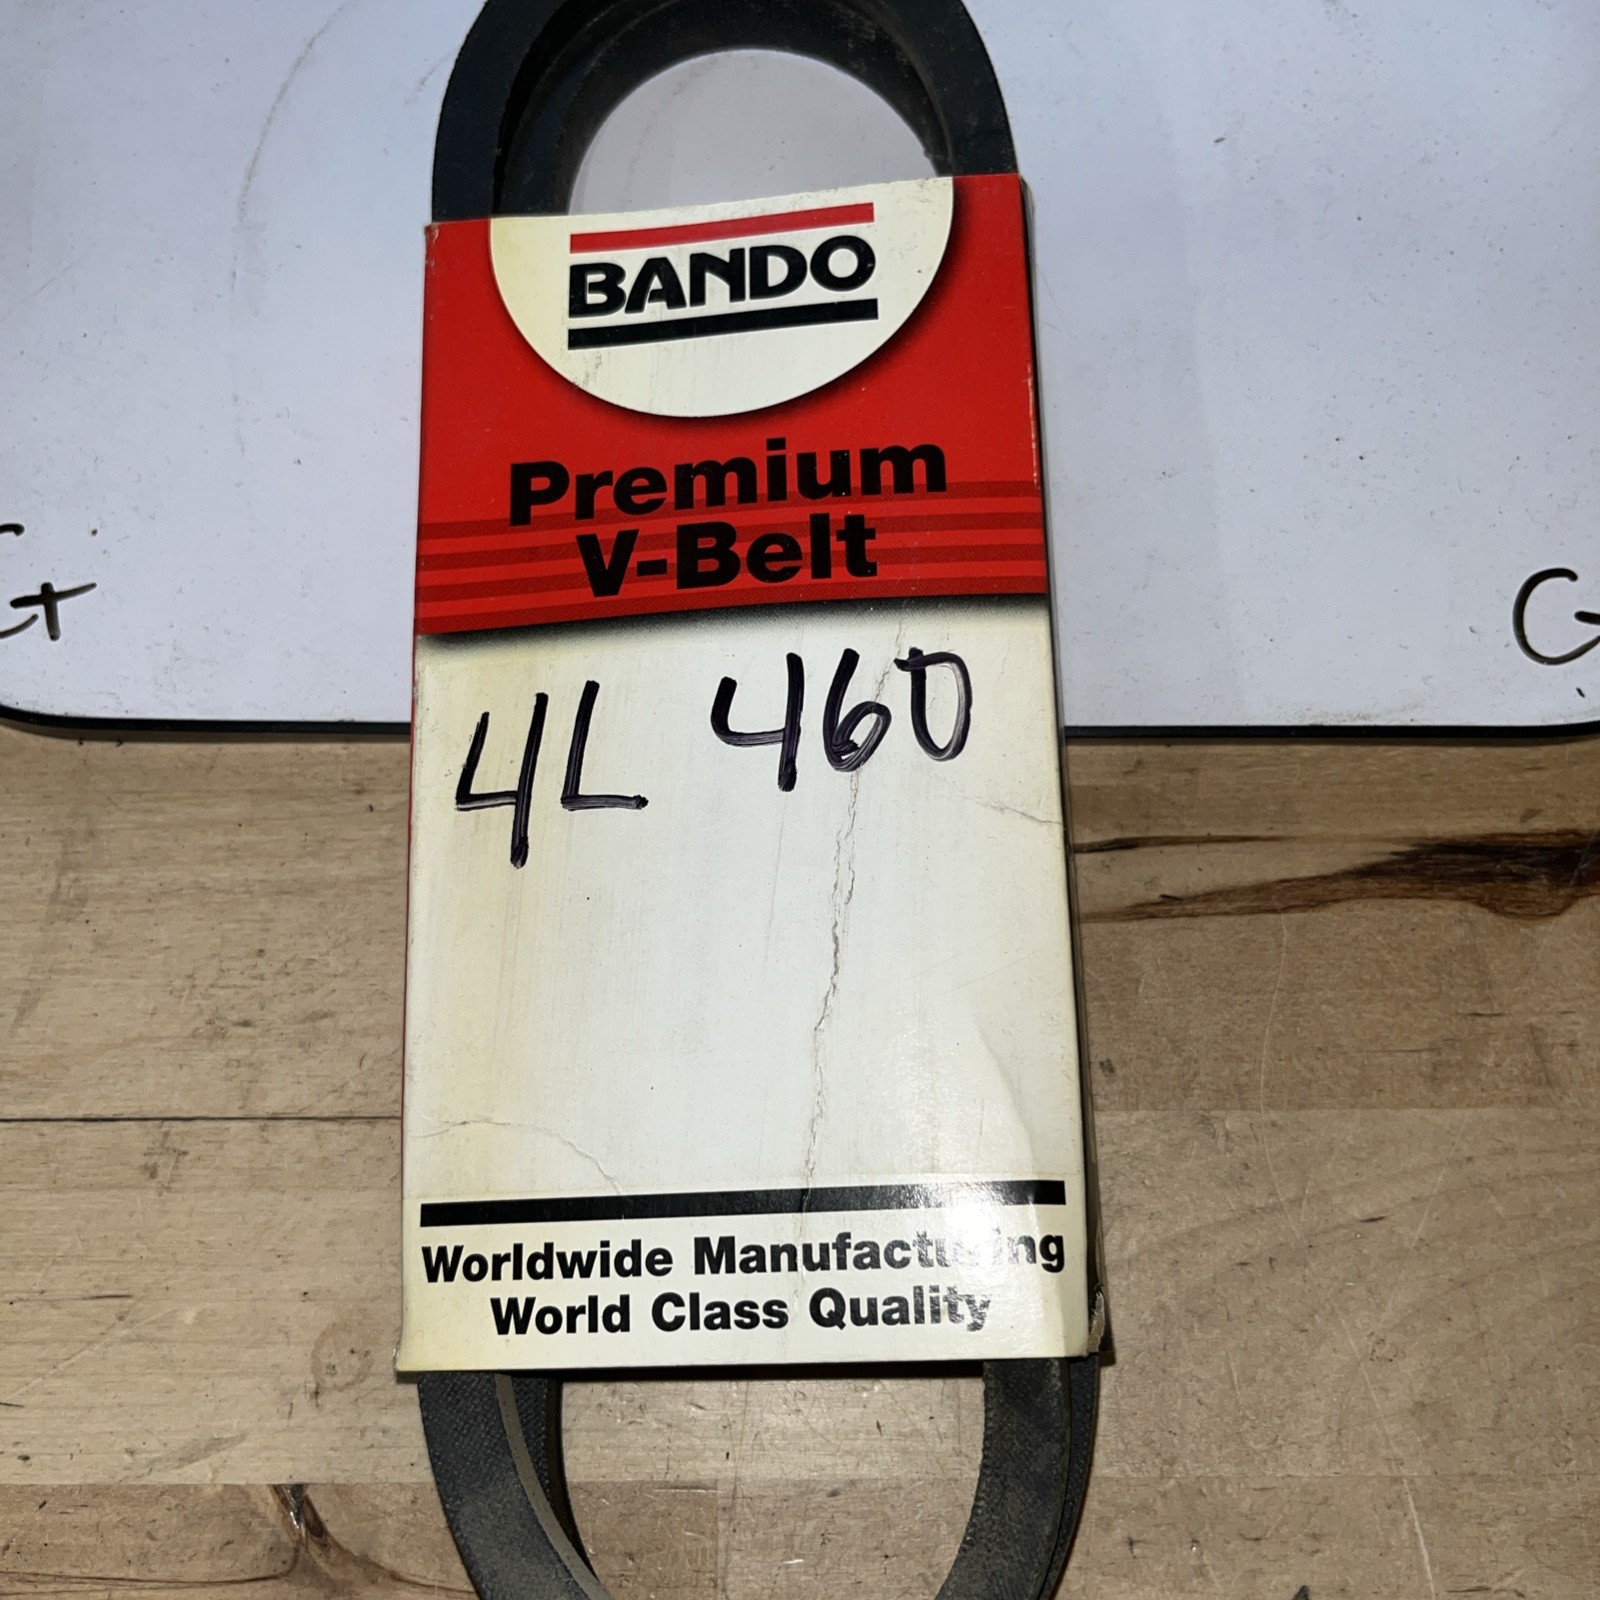 BANDO
Premium
V-Belt
4L 460
Worldwide Manufacturing
World Class Quality
G+
G